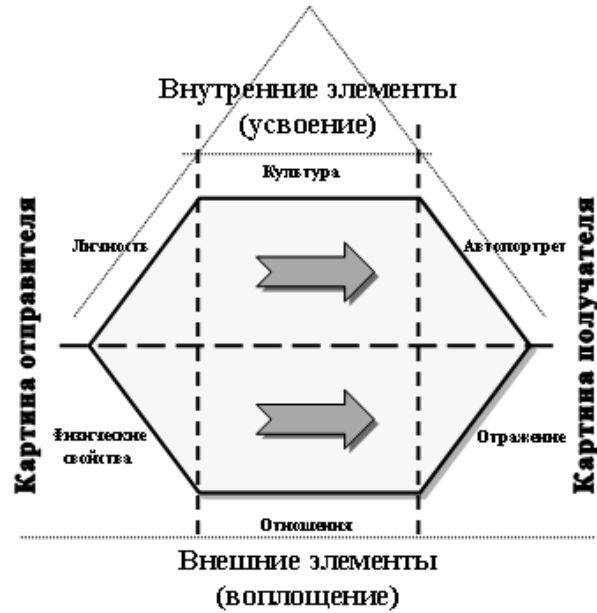 Внутренние элементы
(усвоение)
Культура
Личность
Автопортрет
Картина отправителя
Картина получателя
Физические
свойства
Отражение
Отношения
Внешние элементы
(воплощение)